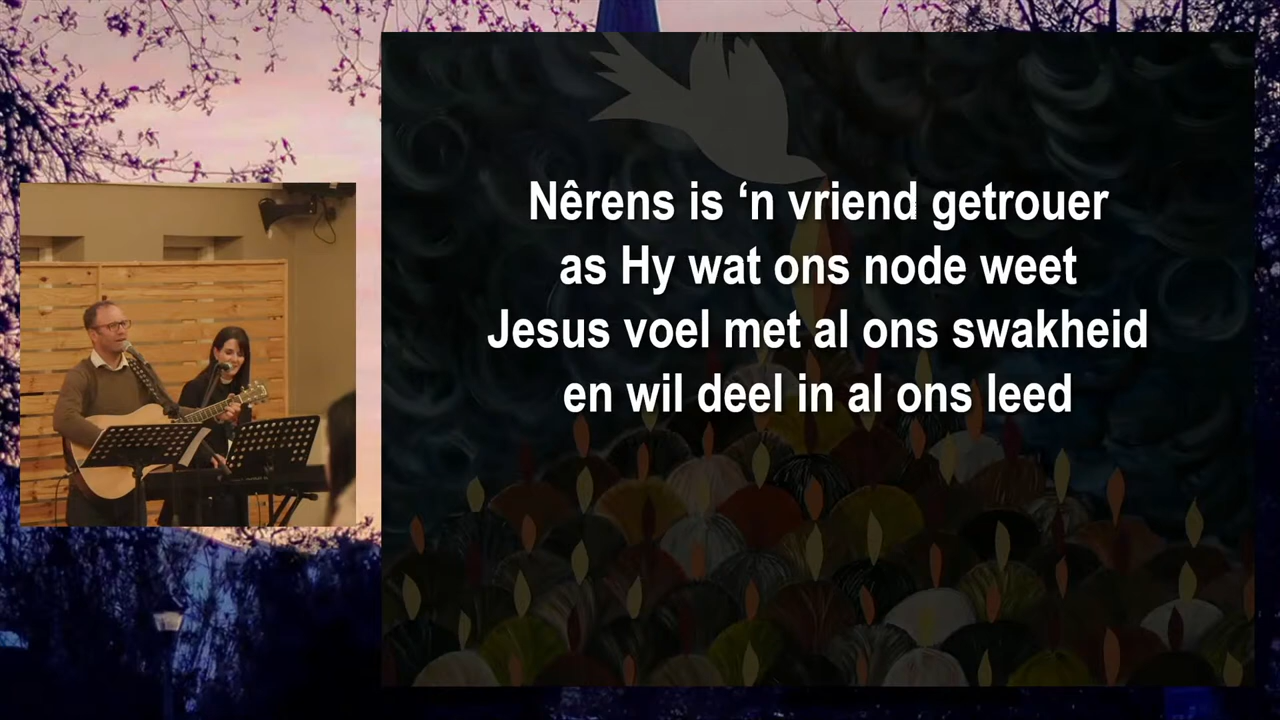 Nêrens is ‘n vriend getrouer
as Hy wat ons node weet
Jesus voel met al ons swakheid
en wil deel in al ons leed